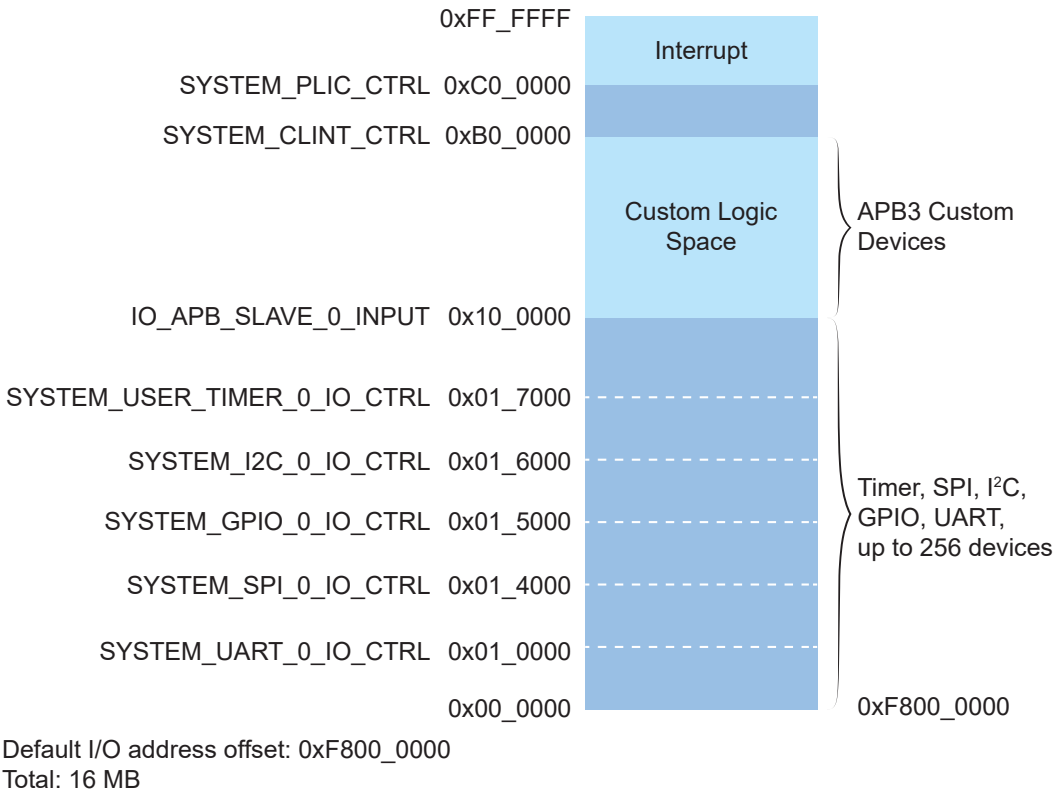 0xFF_FFFF
Interrupt
SYSTEM_PLIC_CTRL 0xC0_0000
SYSTEM_CLINT_CTRL 0xB0_0000
Custom Logic
Space
APB3 Custom
Devices
IO_APB_SLAVE_0_INPUT 0x10_0000
SYSTEM_USER_TIMER_0_IO_CTRL 0x01_7000
SYSTEM_I2C_0_IO_CTRL 0x01_6000
SYSTEM_GPIO_0_IO_CTRL 0x01_5000
SYSTEM_SPI_0_IO_CTRL 0x01_4000
SYSTEM_UART_0_IO_CTRL 0x01_0000
0x00_0000
Timer, SPI, I²C,
GPIO, UART,
up to 256 devices
0xF800_0000
Default I/O address offset: 0xF800_0000
Total: 16 MB